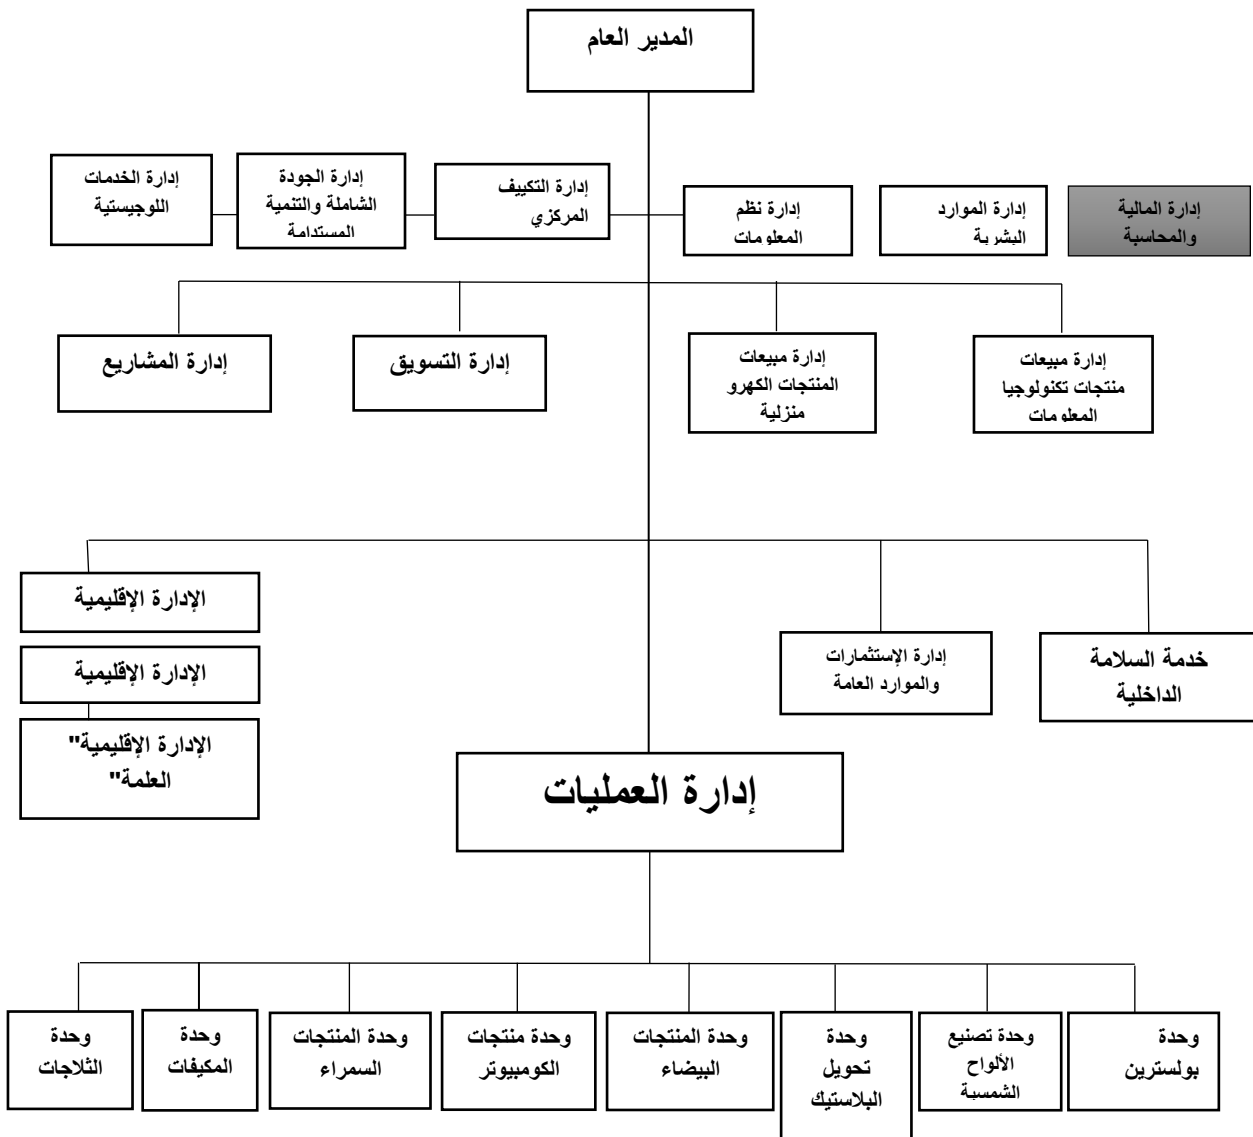 المدير العام
إدارة المالية
والمحاسبة
إدارة الموارد
البشرية
إدارة نظم
المعلومات
إدارة التكييف
المركزي
إدارة الجودة
الشاملة والتنمية
المستدامة
إدارة الخدمات
اللوجيستية
إدارة مبيعات
منتجات تكنولوجيا
المعلومات
إدارة مبيعات
المنتجات الكهرو
منزلية
إدارة التسويق
إدارة المشاريع
خدمة السلامة
الداخلية
إدارة الإستثمارات
والموارد العامة
الإدارة الإقليمية
الإدارة الإقليمية
الإدارة الإقليمية"
العلمة"
إدارة العمليات
وحدة
بولسترين
وحدة تصنيع
الألواح
الشمسية
وحدة
تحويل
البلاستيك
وحدة المنتجات
البيضاء
وحدة منتجات
الكومبيوتر
وحدة المنتجات
السمراء
وحدة
المكيفات
وحدة
الثلاجات